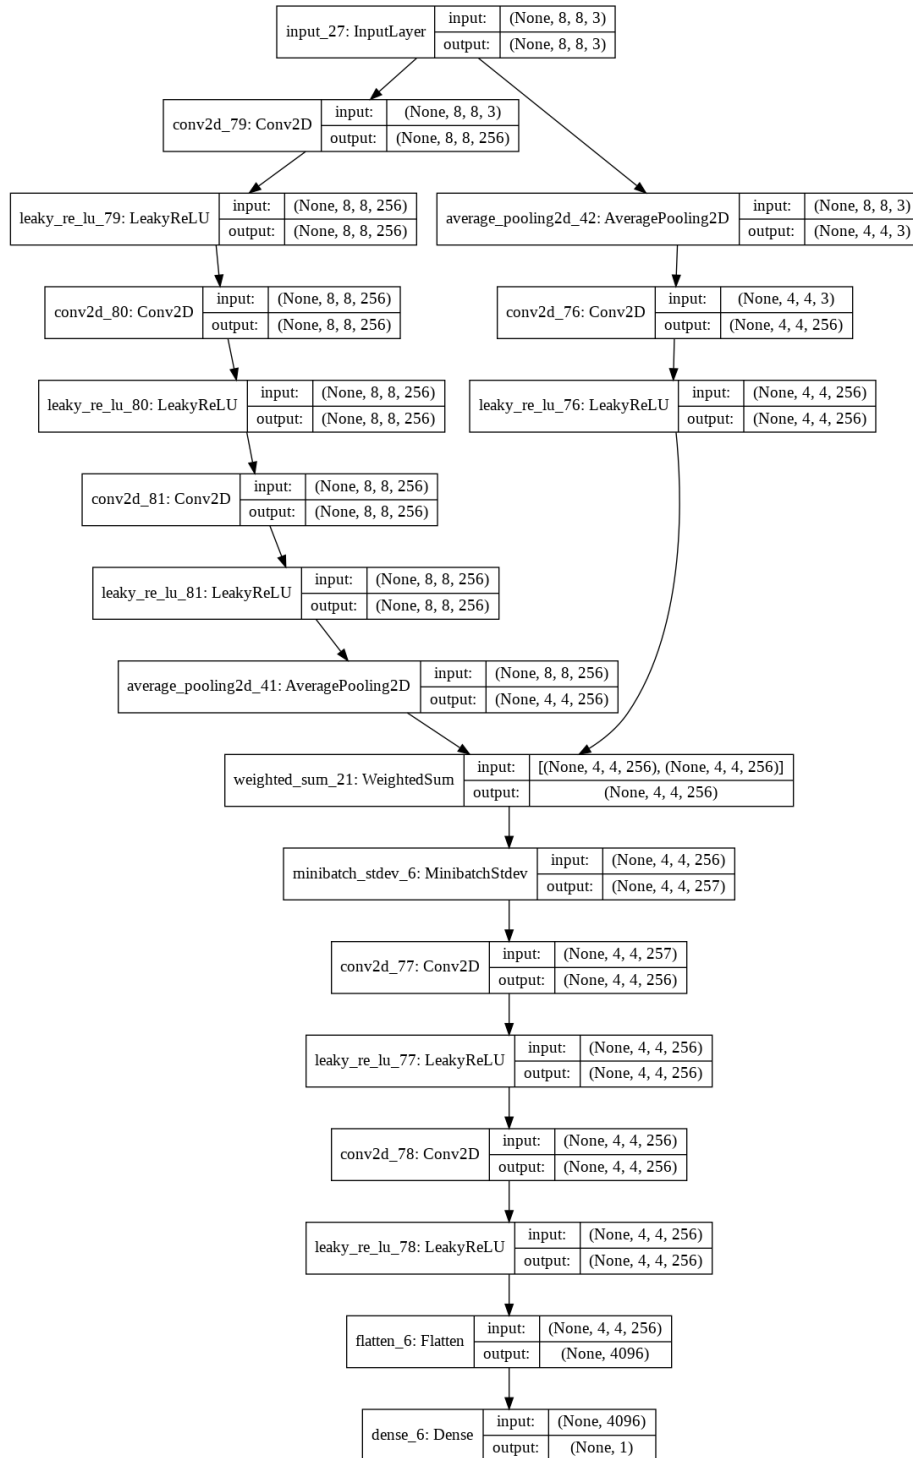 input_27: InputLayer
input: (None, 8, 8, 3)
output: (None, 8, 8, 3)
conv2d_79: Conv2D
input: (None, 8, 8, 3)
output: (None, 8, 8, 256)
leaky_re_lu_79: LeakyReLU
input: (None, 8, 8, 256)
output: (None, 8, 8, 256)
average_pooling2d_42: AveragePooling2D
input: (None, 8, 8, 3)
output: (None, 4, 4, 3)
conv2d_80: Conv2D
input: (None, 8, 8, 256)
output: (None, 8, 8, 256)
conv2d_76: Conv2D
input: (None, 4, 4, 3)
output: (None, 4, 4, 256)
leaky_re_lu_80: LeakyReLU
input: (None, 8, 8, 256)
output: (None, 8, 8, 256)
leaky_re_lu_76: LeakyReLU
input: (None, 4, 4, 256)
output: (None, 4, 4, 256)
conv2d_81: Conv2D
input: (None, 8, 8, 256)
output: (None, 8, 8, 256)
leaky_re_lu_81: LeakyReLU
input: (None, 8, 8, 256)
output: (None, 8, 8, 256)
average_pooling2d_41: AveragePooling2D
input: (None, 8, 8, 256)
output: (None, 4, 4, 256)
weighted_sum_21: WeightedSum
input: [(None, 4, 4, 256), (None, 4, 4, 256)]
output: (None, 4, 4, 256)
minibatch_stdev_6: MinibatchStdev
input: (None, 4, 4, 256)
output: (None, 4, 4, 257)
conv2d_77: Conv2D
input: (None, 4, 4, 257)
output: (None, 4, 4, 256)
leaky_re_lu_77: LeakyReLU
input: (None, 4, 4, 256)
output: (None, 4, 4, 256)
conv2d_78: Conv2D
input: (None, 4, 4, 256)
output: (None, 4, 4, 256)
leaky_re_lu_78: LeakyReLU
input: (None, 4, 4, 256)
output: (None, 4, 4, 256)
flatten_6: Flatten
input: (None, 4, 4, 256)
output: (None, 4096)
dense_6: Dense
input: (None, 4096)
output: (None, 1)